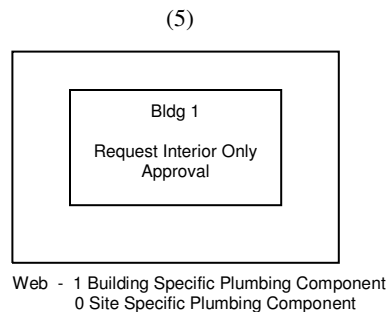 (5)
Bldg 1
Request Interior Only
Approval
Web - 1 Building Specific Plumbing Component
0 Site Specific Plumbing Component